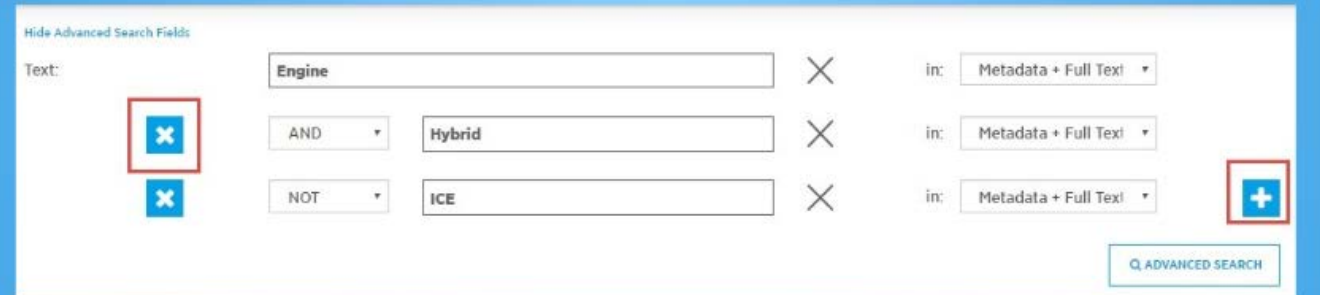 Hide Advanced Search Fields
Text: Engine in: Metadata + Full Text
AND Hybrid in: Metadata + Full Text
NOT ICE in: Metadata + Full Text
ADVANCED SEARCH